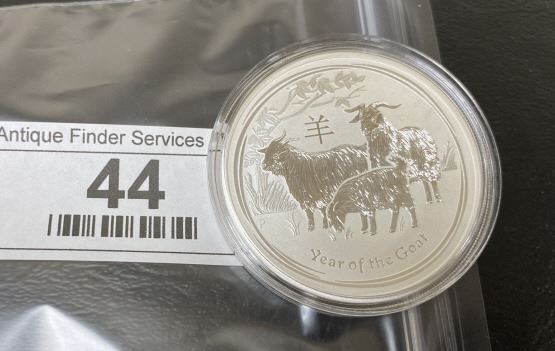 Antique Finder Services
44
羊
P
Year of the Goat